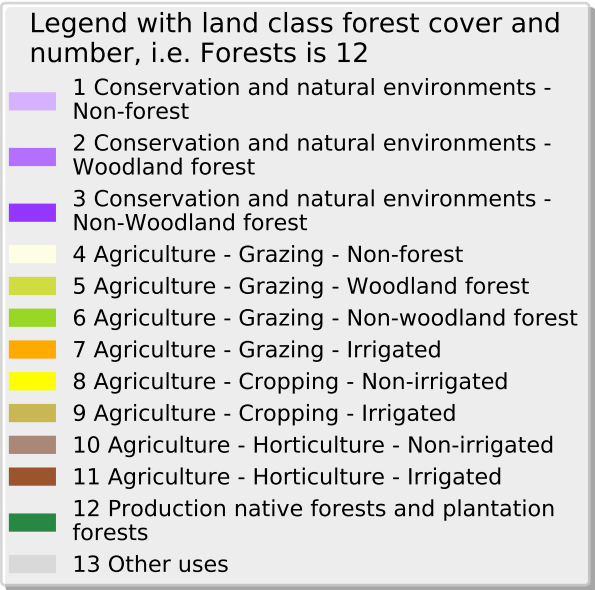 Legend with land class forest cover and
number, i.e. Forests is 12
1 Conservation and natural environments -
Non-forest
2 Conservation and natural environments -
Woodland forest
3 Conservation and natural environments -
Non-Woodland forest
4 Agriculture - Grazing - Non-forest
5 Agriculture - Grazing - Woodland forest
6 Agriculture - Grazing - Non-woodland forest
7 Agriculture - Grazing - Irrigated
8 Agriculture - Cropping - Non-irrigated
9 Agriculture - Cropping - Irrigated
10 Agriculture - Horticulture - Non-irrigated
11 Agriculture - Horticulture - Irrigated
12 Production native forests and plantation
forests
13 Other uses